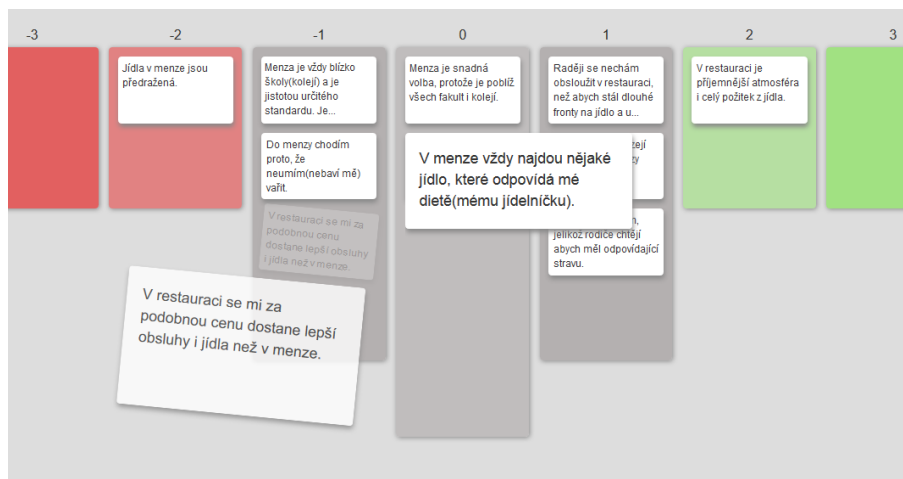 -3 -2 -1 0 1 2 3
Jídla v menze jsou
předražená.
Menza je vždy blízko
školy(kolejí) a je
jistotou určitého
standardu. Je...
Do menzy chodím
proto, že
neumím(nebaví mě)
vařit.
V restauraci se mi za
podobnou cenu
dostane lepší obsluhy
i jídla než v menze.
V restauraci se mi za
podobnou cenu dostane lepší
obsluhy i jídla než v menze.
Menza je snadná
volba, protože je poblíž
všech fakult i kolejí.
V menze vždy najdou nějaké
jídlo, které odpovídá mé
dietě(mému jídelníčku).
Raději se nechám
obsloužit v restauraci,
než abych stál dlouhé
fronty na jídlo a u...
jelikož rodiče chtějí
abych měl odpovídající
stravu.
V restauraci je
příjemnější atmosféra
i celý požitek z jídla.